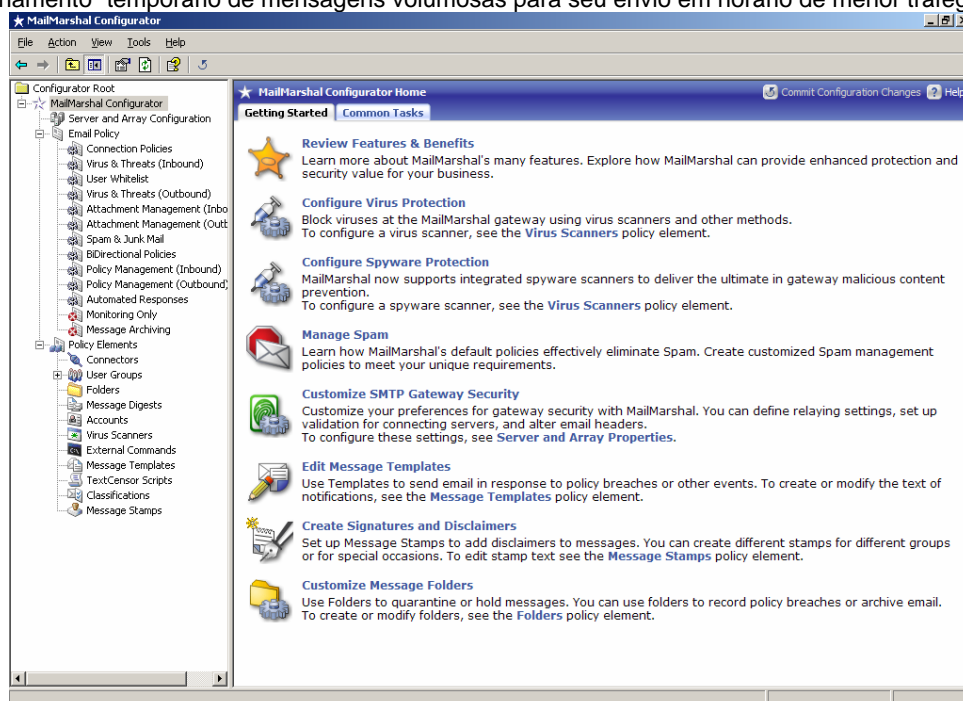 temporário de mensagens volumosas para seu envio em horário de menor
MailMarshal Configurator
File Action View Tools Help
Configurator Root
MailMarshal Configurator
Server and Array Configuration
Email Policy
Connection Policies
Virus & Threats (Inbound)
User Whitelist
Virus & Threats (Outbound)
Attachment Management (Inbo
Attachment Management (Outb
Spam & Junk Mail
BiDirectional Policies
Policy Management (Inbound)
Policy Management (Outbound)
Automated Responses
Monitoring Only
Message Archiving
Policy Elements
Connectors
User Groups
Folders
Message Digests
Accounts
Virus Scanners
External Commands
Message Templates
TextCensor Scripts
Classifications
Message Stamps
MailMarshal Configurator Home
Commit Configuration Changes Help
Getting Started Common Tasks
Review Features & Benefits
Learn more about MailMarshal's many features. Explore how MailMarshal can provide enhanced protection and
security value for your business.
Configure Virus Protection
Block viruses at the MailMarshal gateway using virus scanners and other methods.
To configure a virus scanner, see the Virus Scanners policy element.
Configure Spyware Protection
MailMarshal now supports integrated spyware scanners to deliver the ultimate in gateway malicious content
prevention.
To configure a spyware scanner, see the Virus Scanners policy element.
Manage Spam
Learn how MailMarshal's default policies effectively eliminate Spam. Create customized Spam management
policies to meet your unique requirements.
Customize SMTP Gateway Security
Customize your preferences for gateway security with MailMarshal. You can define relaying settings, set up
validation for connecting servers, and alter email headers.
To configure these settings, see Server and Array Properties.
Edit Message Templates
Use Templates to send email in response to policy breaches or other events. To create or modify the text of
notifications, see the Message Templates policy element.
Create Signatures and Disclaimers
Set up Message Stamps to add disclaimers to messages. You can create different stamps for different groups
or for special occasions. To edit stamp text see the Message Stamps policy element.
Customize Message Folders
Use Folders to quarantine or hold messages. You can use folders to record policy breaches or archive email.
To create or modify folders, see the Folders policy element.